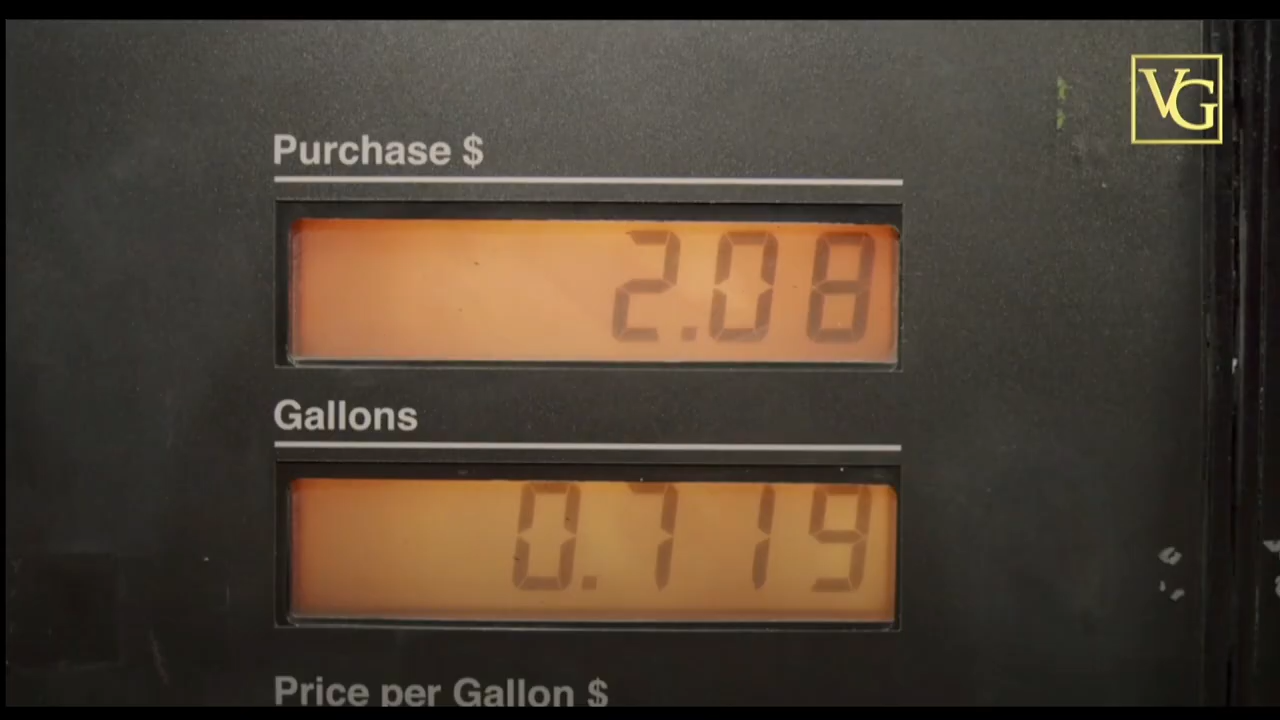 VG
Purchase $
2.08
Gallons
0.719
Price per Gallon $